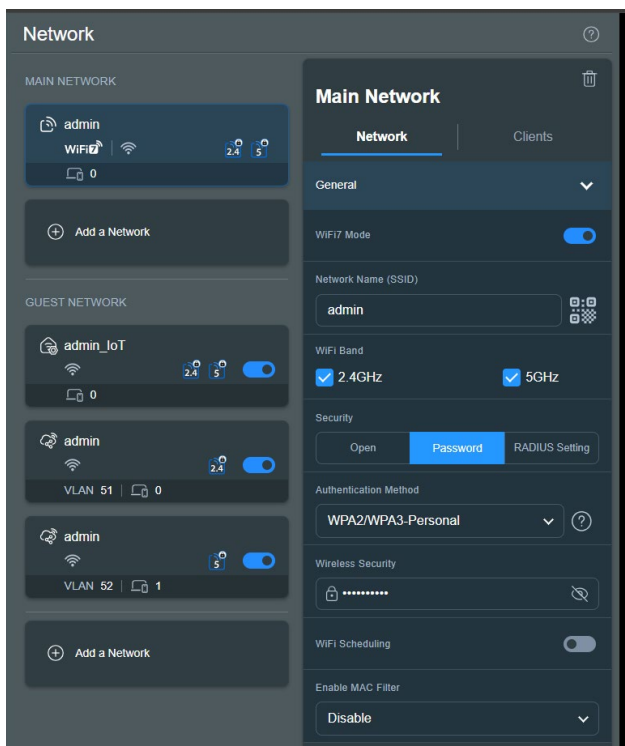 Network
MAIN NETWORK
admin
WiFi 7
2.4 5
0
Add a Network
GUEST NETWORK
admin_IoT
2.4 5
0
admin
2.4
VLAN 51 0
admin
5
VLAN 52 1
Add a Network
Main Network
Network Clients
General
WiFi7 Mode
Network Name (SSID)
admin
WiFi Band
2.4GHz 5GHz
Security
Open Password RADIUS Setting
Authentication Method
WPA2/WPA3-Personal
Wireless Security
••••••••••
WiFi Scheduling
Enable MAC Filter
Disable